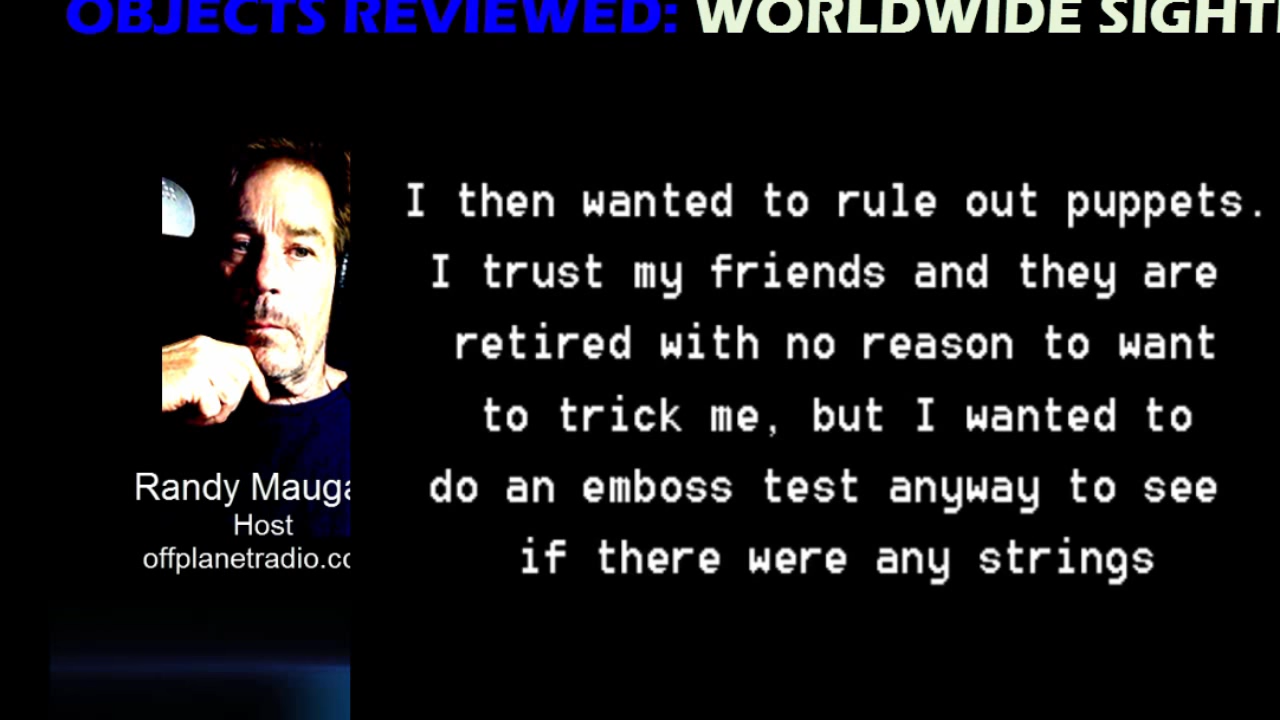 OBJECTS REVIEWED: WORLDWIDE
I then wanted to rule out puppets.
I trust my friends and they are
retired with no reason to want
to trick me, but I wanted to
do an emboss test anyway to see
if there were any strings
Randy
Host